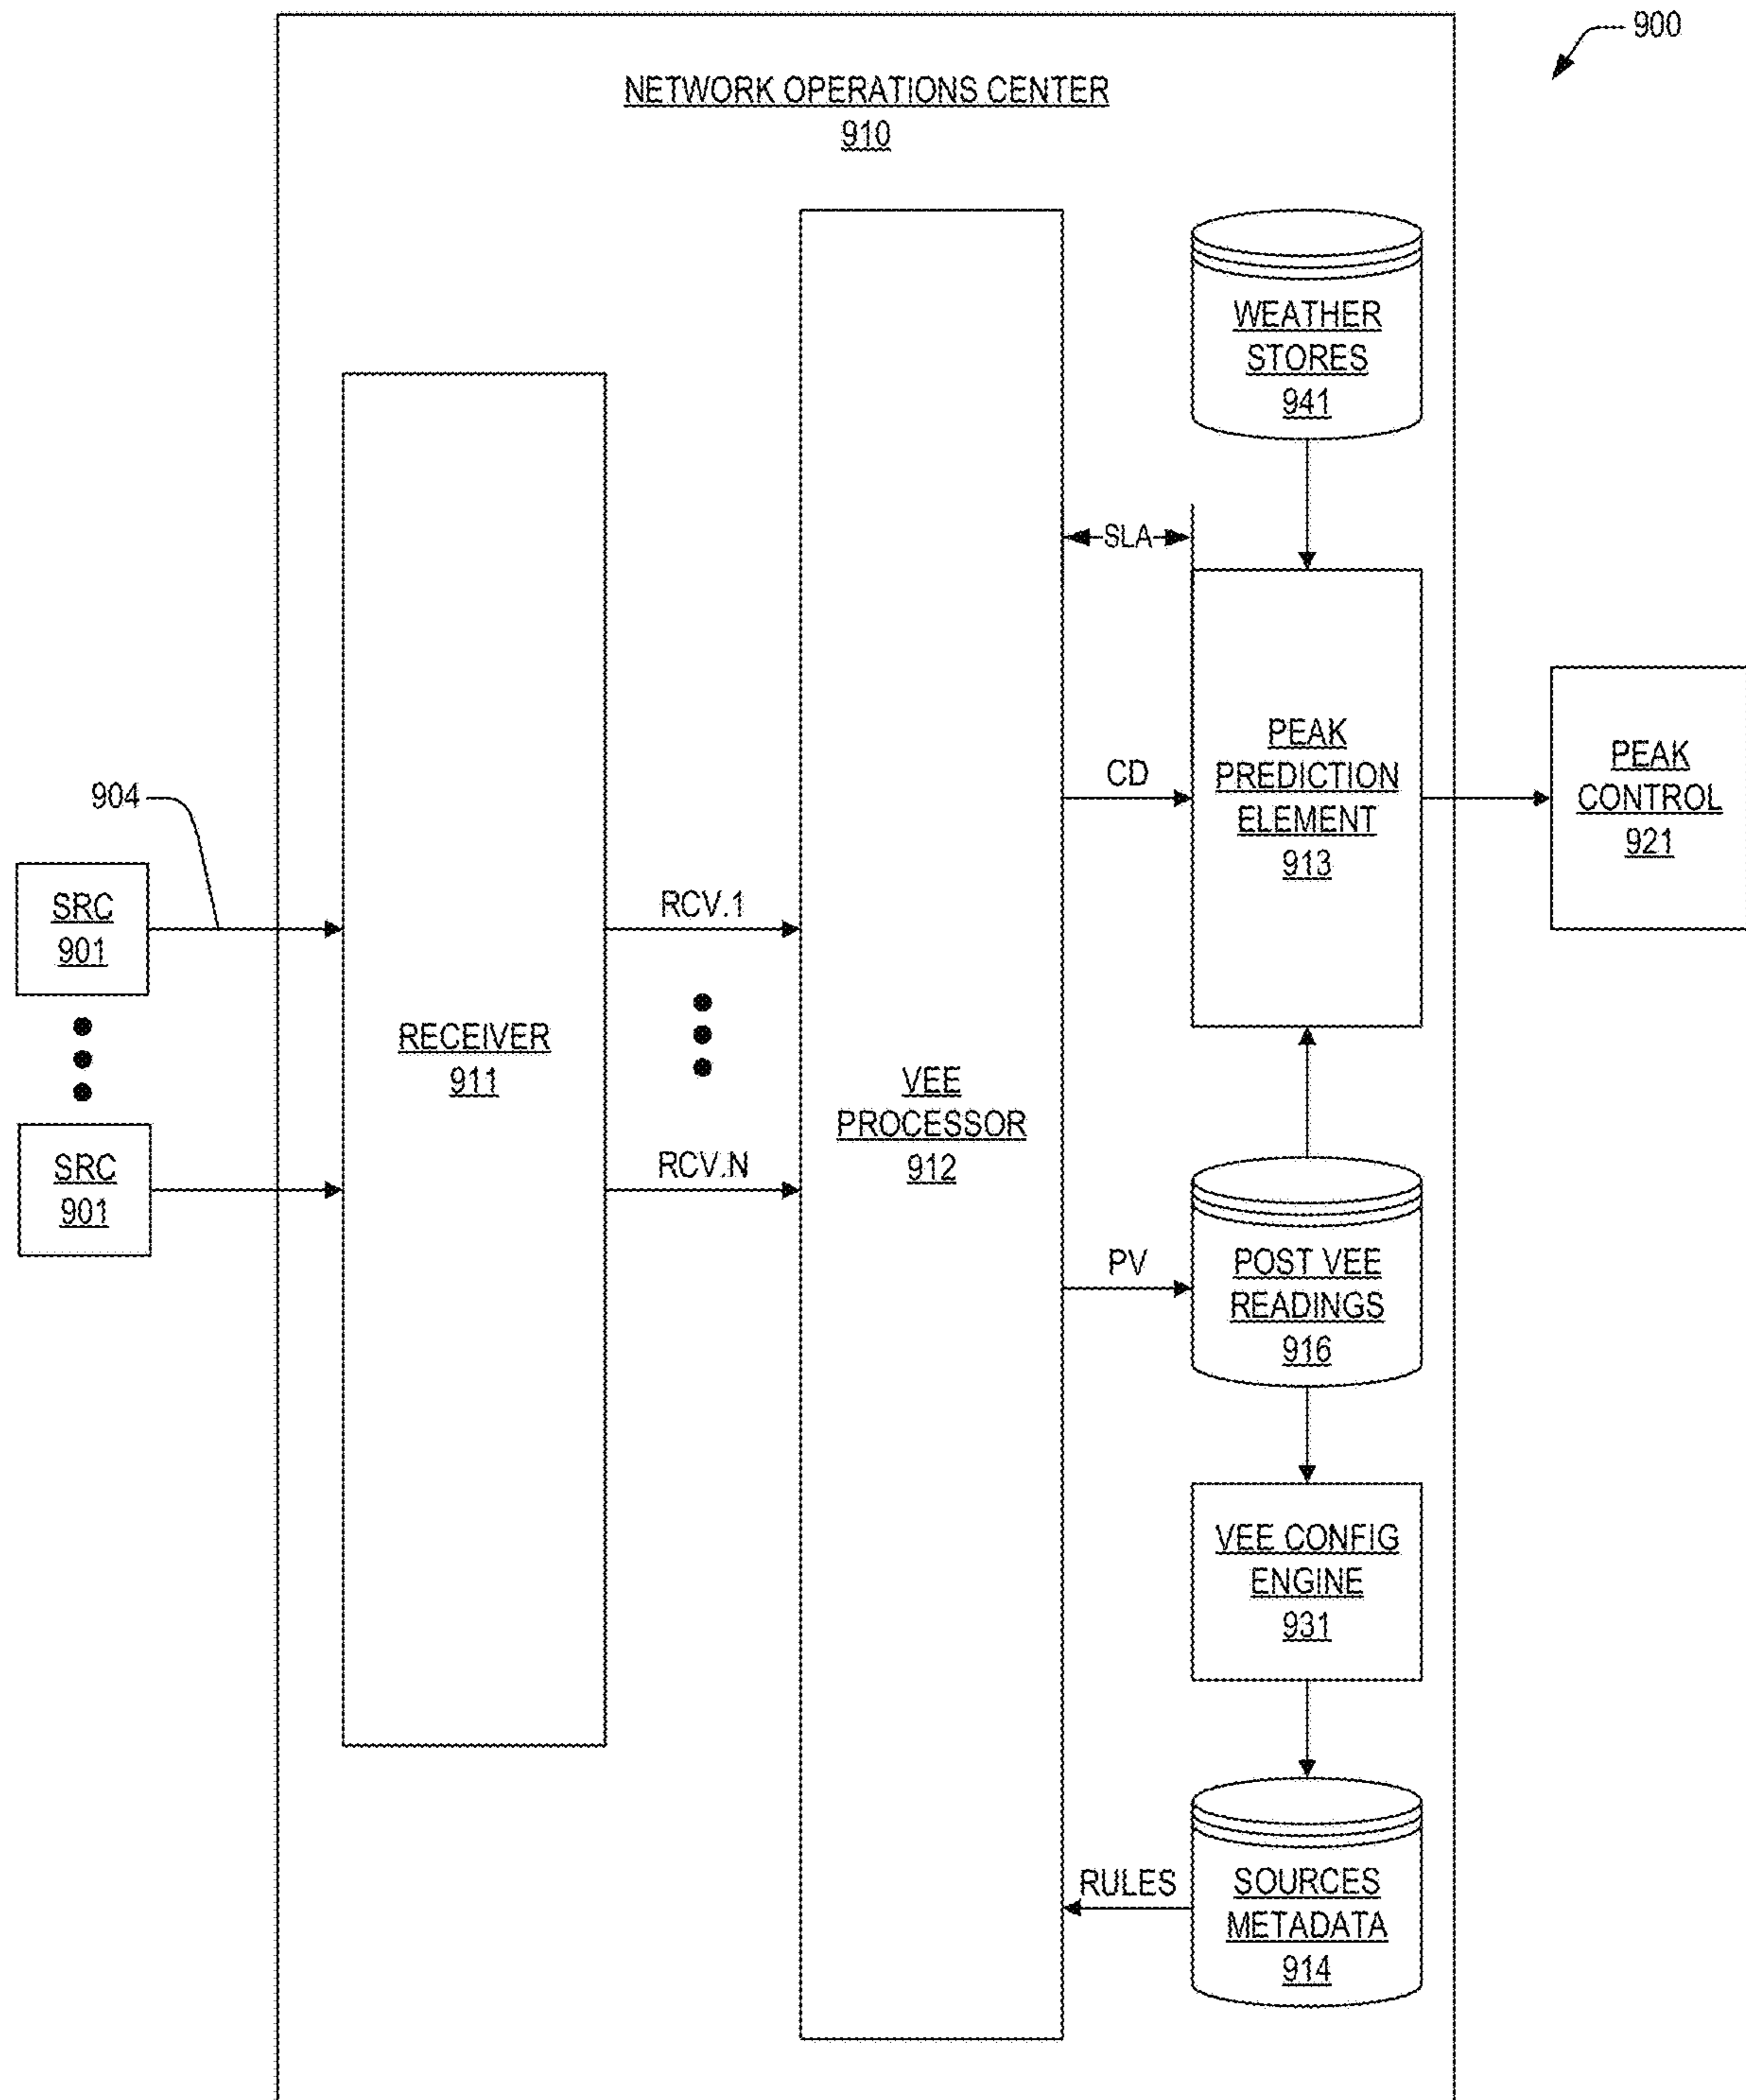 900
NETWORK OPERATIONS CENTER
910
WEATHER
STORES
941
SLA
PEAK
PREDICTION
ELEMENT
913
CD
PEAK
CONTROL
921
904
SRC
901
RCV.1
RECEIVER
911
VEE
PROCESSOR
912
SRC
901
RCV.N
PV
POST VEE
READINGS
916
VEE CONFIG
ENGINE
931
RULES
SOURCES
METADATA
914